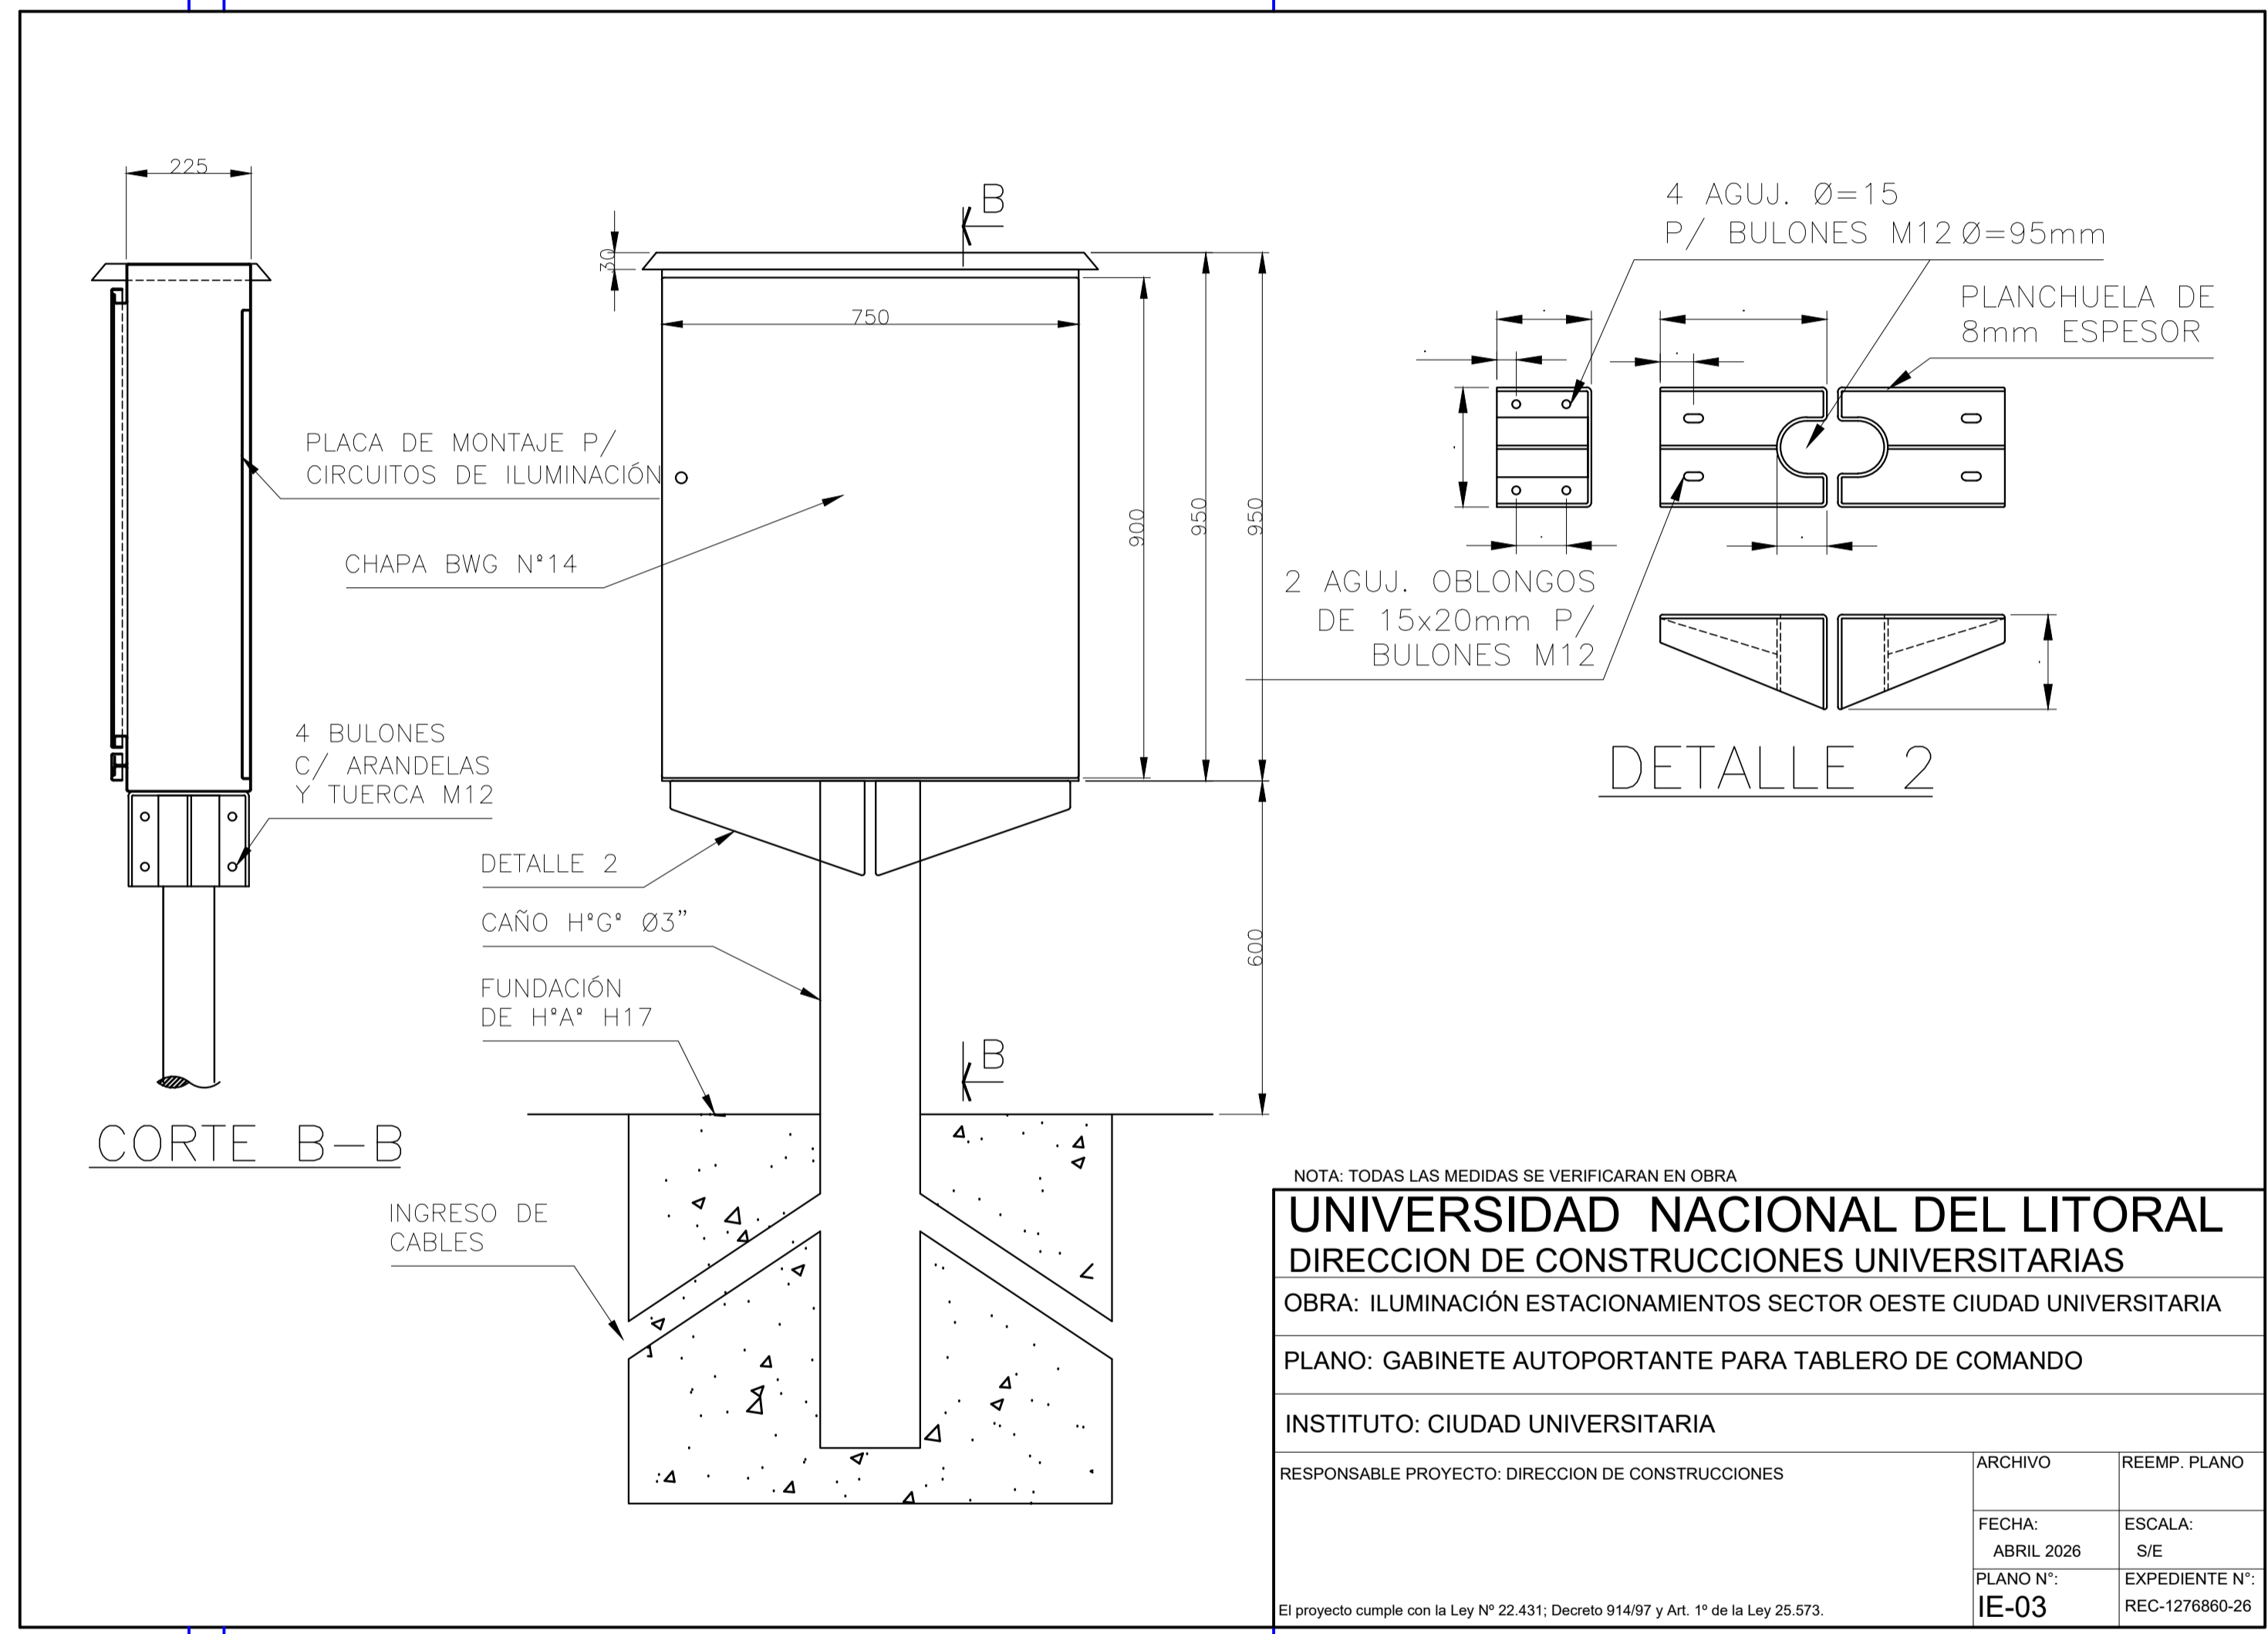 225
PLACA DE MONTAJE P/
CIRCUITOS DE ILUMINACIÓN
CHAPA BWG Nº14
4 BULONES
C/ ARANDELAS
Y TUERCA M12
CORTE B-B
B
30
750
900
950
950
600
DETALLE 2
CAÑO HºGº Ø3”
FUNDACIÓN
DE HºAº H17
B
INGRESO DE
CABLES
4 AGUJ. Ø=15
P/ BULONES M12
Ø=95mm
PLANCHUELA DE
8mm ESPESOR
2 AGUJ. OBLONGOS
DE 15x20mm P/
BULONES M12
DETALLE 2
NOTA: TODAS LAS MEDIDAS SE VERIFICARAN EN OBRA
UNIVERSIDAD NACIONAL DEL LITORAL
DIRECCION DE CONSTRUCCIONES UNIVERSITARIAS
OBRA: ILUMINACIÓN ESTACIONAMIENTOS SECTOR OESTE CIUDAD UNIVERSITARIA
PLANO: GABINETE AUTOPORTANTE PARA TABLERO DE COMANDO
INSTITUTO: CIUDAD UNIVERSITARIA
RESPONSABLE PROYECTO: DIRECCION DE CONSTRUCCIONES
El proyecto cumple con la Ley Nº 22.431; Decreto 914/97 y Art. 1º de la Ley 25.573.
ARCHIVO
REEMP. PLANO
FECHA:
ABRIL 2026
ESCALA:
S/E
PLANO N°:
IE-03
EXPEDIENTE N°:
REC-1276860-26